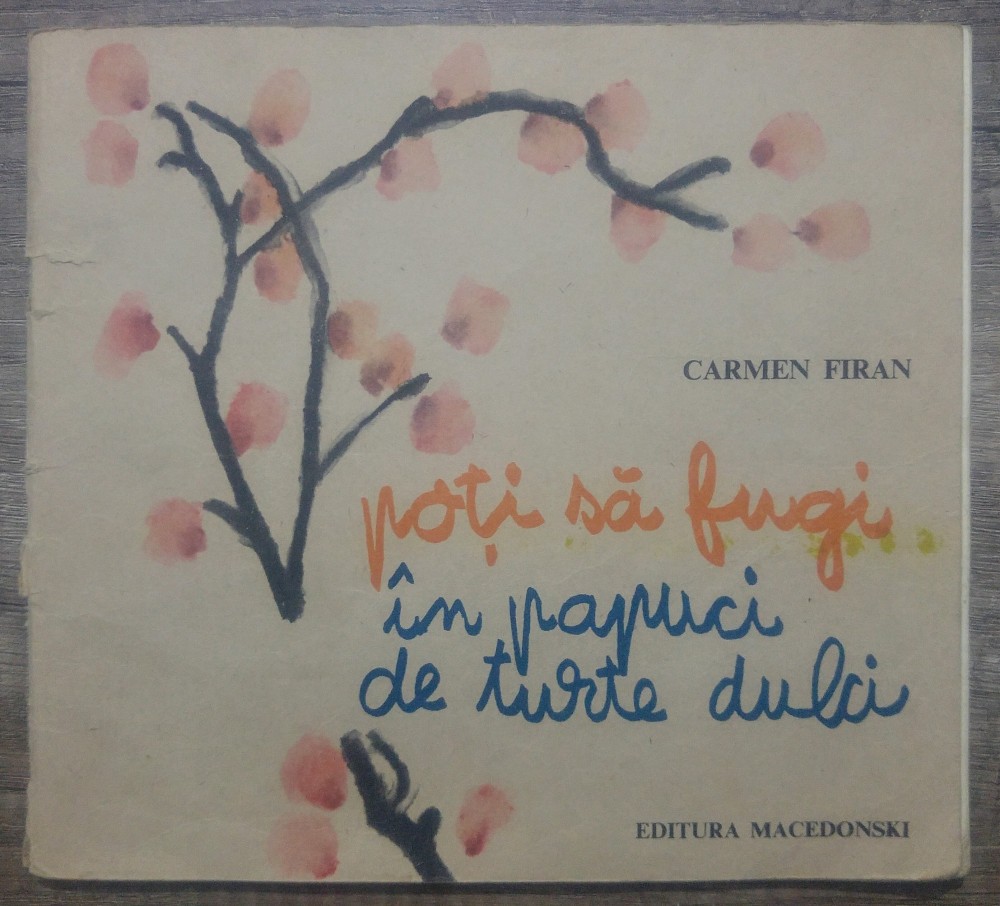 CARMEN FIRAN
poți să fugi
în papuci
de turte dulci
EDITURA MACEDONSKI